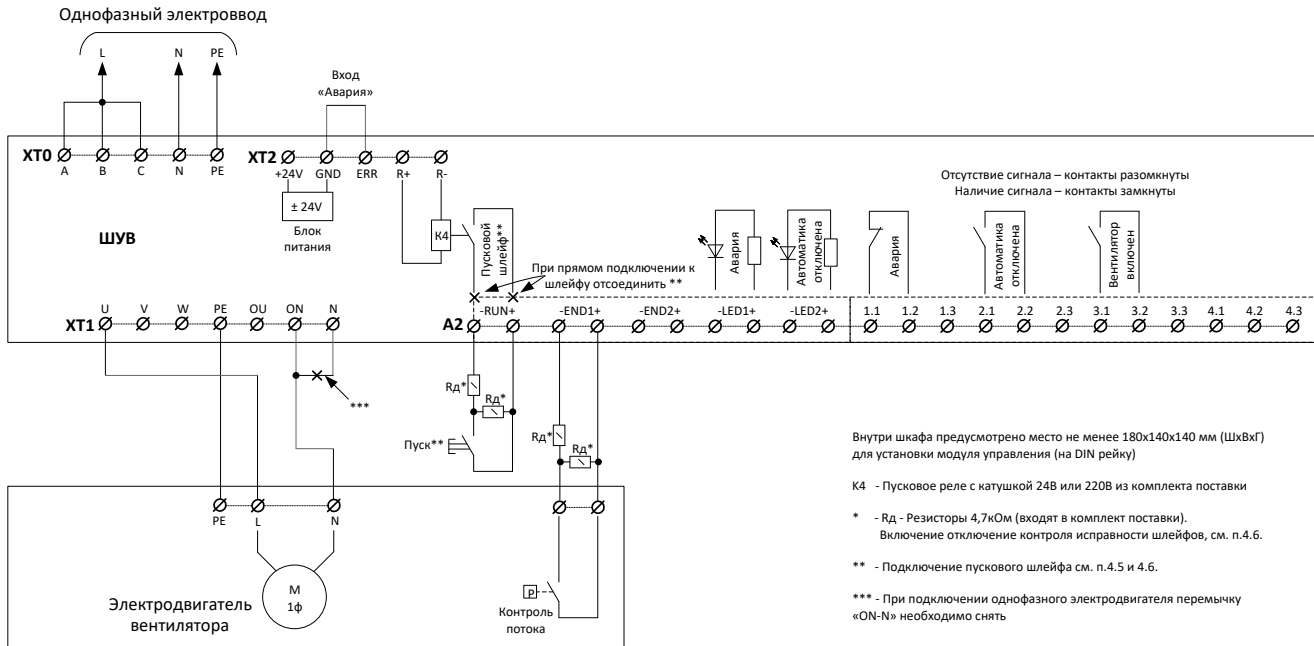 Однофазный электроввод
L
N
PE
Вход
«Авария»
XT0
A
B
C
N
PE
XT2
+24V
GND
ERR
R+
R-
± 24V
Блок
питания
К4
Пусковой
шлейф**
ШУВ
При прямом подключении к
шлейфу отсоединить **
Авария
Автоматика
отключена
Отсутствие сигнала – контакты разомкнуты
Наличие сигнала – контакты замкнуты
Авария
Автоматика
отключена
Вентилятор
включен
XT1
U
V
W
PE
OU
ON
N
A2
-RUN+
-END1+
-END2+
-LED1+
-LED2+
1.1
1.2
1.3
2.1
2.2
2.3
3.1
3.2
3.3
4.1
4.2
4.3
***
Rд*
Rд*
Пуск**
Rд*
Rд*
PE
L
N
М
1ф
Электродвигатель
вентилятора
P
Контроль
потока
Внутри шкафа предусмотрено место не менее 180х140х140 мм (ШхВхГ)
для установки модуля управления (на DIN рейку)
К4 - Пусковое реле с катушкой 24В или 220В из комплекта поставки
* - Rд - Резисторы 4,7кОм (входят в комплект поставки).
Включение отключение контроля исправности шлейфов, см. п.4.6.
** - Подключение пускового шлейфа см. п.4.5 и 4.6.
*** - При подключении однофазного электродвигателя перемычку
«ON-N» необходимо снять